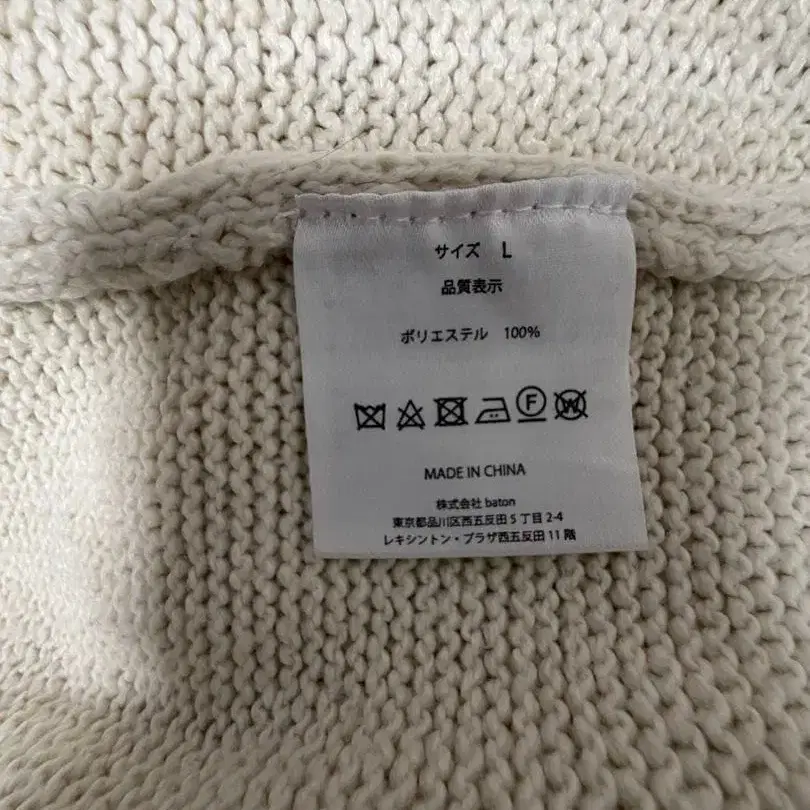 サイズ L
品質表示
ポリエステル 100%
F W
MADE IN CHINA
株式会社 baton
東京都品川区西五反田5丁目2-4
レキシントン・プラザ西五反田11階